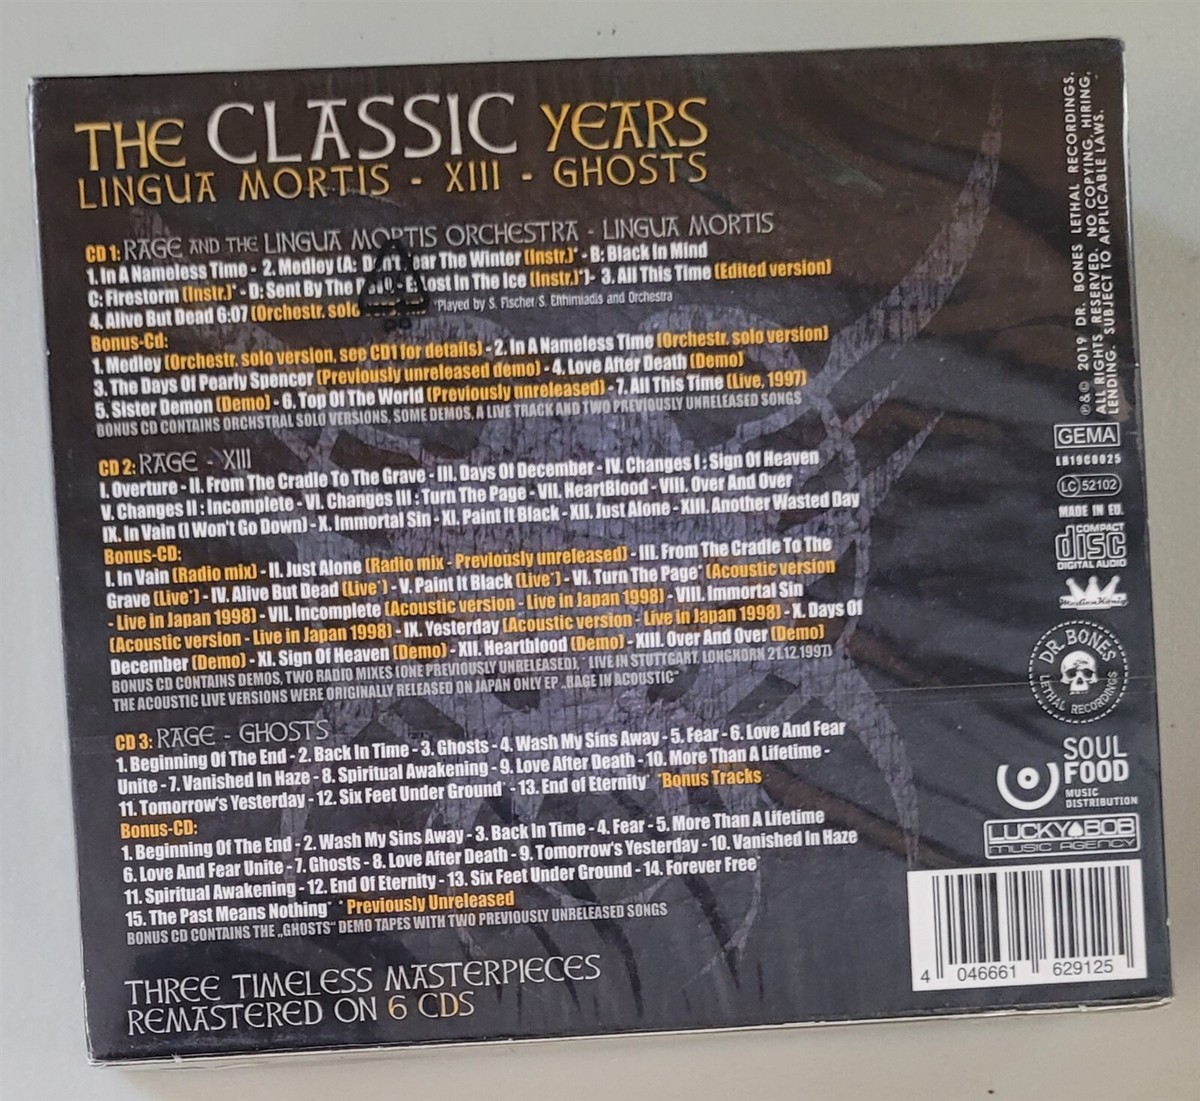 THE CLASSIC YEARS
LINGUA MORTIS - XIII - GHOSTS
CD 1: RAGE AND THE LINGUA MORTIS ORCHESTRA - LINGUA MORTIS
1. In A Nameless Time - 2. Medley (A: Don't Fear The Winter (Instr.)* - B: Black In Mind
C: Firestorm (Instr.)* - D: Sent By The - E: Lost In The Ice (Instr.)*)- 3. All This Time (Edited version)
4. Alive But Dead 6:07 (Orchestr. solo *Played by S. Fischer/S. Efthimiadis and Orchestra
Bonus-Cd:
1. Medley (Orchestr. solo version, see CD1 for details) - 2. In A Nameless Time (Orchestr. solo version)
3. The Days Of Pearly Spencer (Previously unreleased demo) - 4. Love After Death (Demo)
5. Sister Demon (Demo) - 6. Top Of The World (Previously unreleased) - 7. All This Time (Live, 1997)
BONUS CD CONTAINS ORCHSTRAL SOLO VERSIONS, SOME DEMOS, A LIVE TRACK AND TWO PREVIOUSLY UNRELEASED SONGS
CD 2: RAGE - XIII
I. Overture - II. From The Cradle To The Grave - III. Days Of December - IV. Changes I : Sign Of Heaven
V. Changes II : Incomplete - VI. Changes III : Turn The Page - VII. HeartBlood - VIII. Over And Over
IX. In Vain (I Won't Go Down) - X. Immortal Sin - XI. Paint It Black - XII. Just Alone - XIII. Another Wasted Day
Bonus-CD:
I. In Vain (Radio mix) - II. Just Alone (Radio mix - Previously unreleased) - III. From The Cradle To The
Grave (Live*) - IV. Alive But Dead (Live*) - V. Paint It Black (Live*) - VI. Turn The Page* (Acoustic version
- Live in Japan 1998) - VII. Incomplete (Acoustic version - Live in Japan 1998) - VIII. Immortal Sin
(Acoustic version - Live in Japan 1998) - IX. Yesterday (Acoustic version - Live in Japan 1998) - X. Days Of
December (Demo) - XI. Sign Of Heaven (Demo) - XII. Heartblood (Demo) - XIII. Over And Over (Demo)
BONUS CD CONTAINS DEMOS, TWO RADIO MIXES (ONE PREVIOUSLY UNRELEASED), *LIVE IN STUTTGART, LONGHORN 21.12.1997)
THE ACOUSTIC LIVE VERSIONS WERE ORIGINALLY RELEASED ON JAPAN ONLY EP „RAGE IN ACOUSTIC“
CD 3: RAGE - GHOSTS
1. Beginning Of The End - 2. Back In Time - 3. Ghosts - 4. Wash My Sins Away - 5. Fear - 6. Love And Fear
Unite - 7. Vanished In Haze - 8. Spiritual Awakening - 9. Love After Death - 10. More Than A Lifetime -
11. Tomorrow's Yesterday - 12. Six Feet Under Ground* - 13. End of Eternity* *Bonus Tracks
Bonus-CD:
1. Beginning Of The End - 2. Wash My Sins Away - 3. Back In Time - 4. Fear - 5. More Than A Lifetime
6. Love And Fear Unite - 7. Ghosts - 8. Love After Death - 9. Tomorrow's Yesterday - 10. Vanished In Haze
11. Spiritual Awakening - 12. End Of Eternity - 13. Six Feet Under Ground - 14. Forever Free*
15. The Past Means Nothing* *Previously Unreleased
BONUS CD CONTAINS THE „GHOSTS“ DEMO TAPES WITH TWO PREVIOUSLY UNRELEASED SONGS
THREE TIMELESS MASTERPIECES
REMASTERED ON 6 CDS
℗&© 2019 DR. BONES LETHAL RECORDINGS.
ALL RIGHTS RESERVED. NO COPYING, HIRING,
LENDING. SUBJECT TO APPLICABLE LAWS.
GEMA
LB19C0025
LC 52102
MADE IN EU.
COMPACT
disc
DIGITAL AUDIO
MedienKönig
DR. BONES
LETHAL RECORDINGS
SOUL
FOOD
MUSIC
DISTRIBUTION
LUCKY BOB
MUSIC AGENCY
4 046661 629125